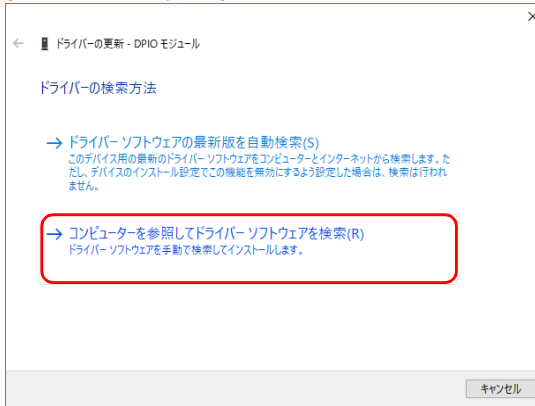 ドライバーの更新 - DPIO モジュール
ドライバーの検索方法
→ ドライバー ソフトウェアの最新版を自動検索(S)
このデバイス用の最新のドライバー ソフトウェアをコンピューターとインターネットから検索します。た
だし、デバイスのインストール設定でこの機能を無効にするよう設定した場合は、検索は行われ
ません。
→ コンピューターを参照してドライバー ソフトウェアを検索(R)
ドライバー ソフトウェアを手動で検索してインストールします。
キャンセル